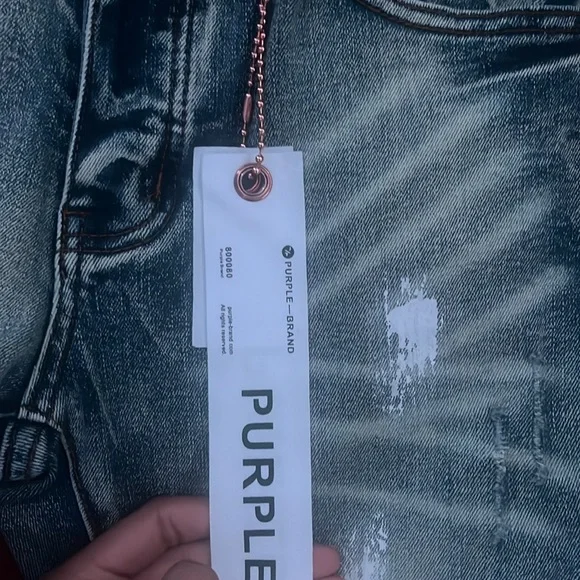 PURPLE—BRAND
800080
Purple Brand
purple-brand.com
All rights reserved.
PURPLE